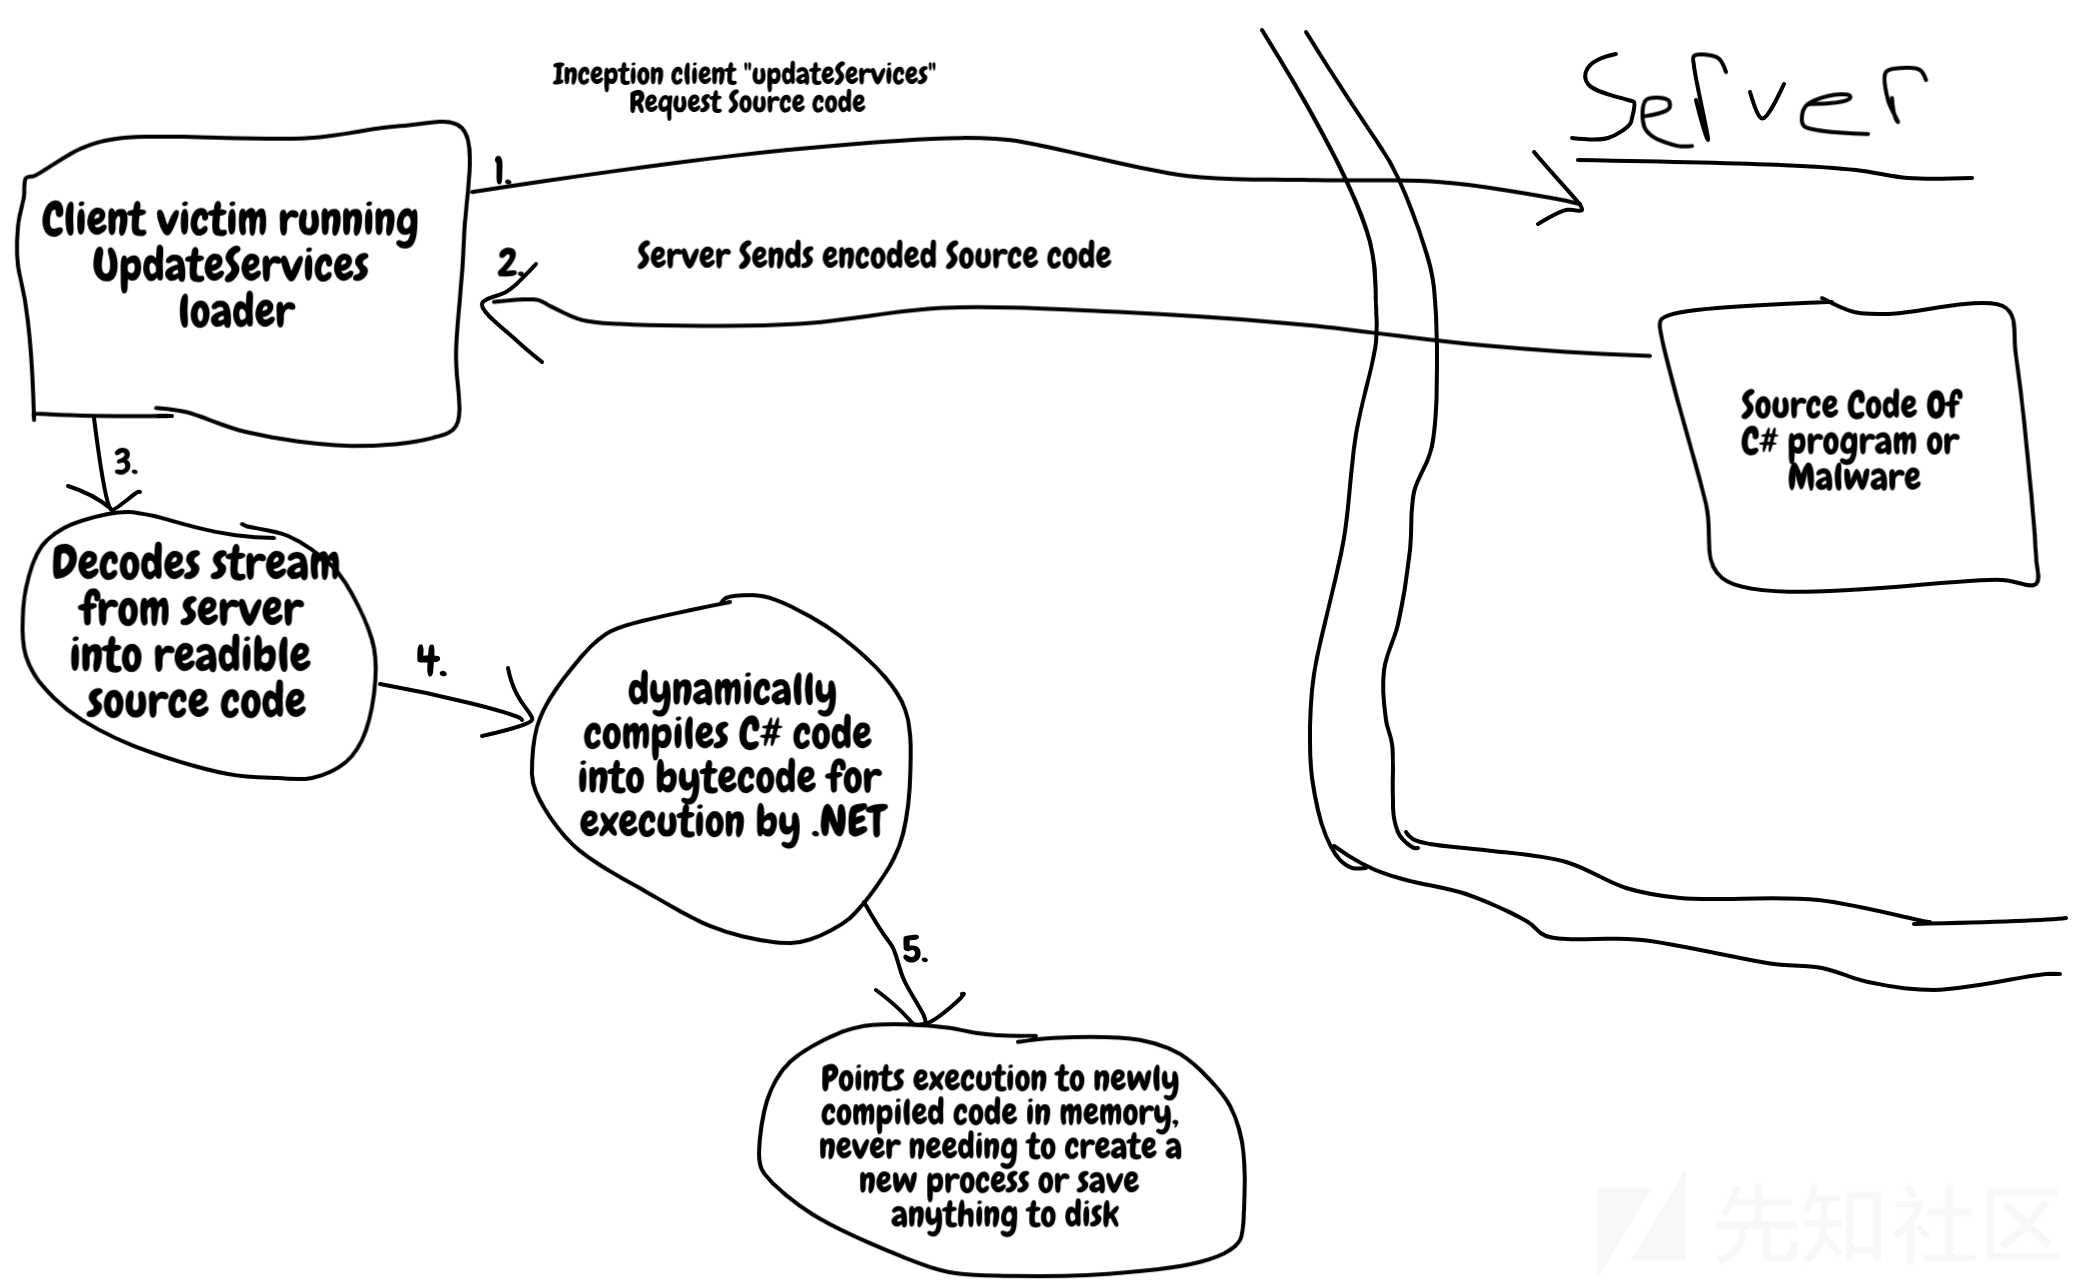 Inception client "updateServices"
Request Source code
Server
1.
Client victim running
UpdateServices
loader
2.
Server Sends encoded Source code
Source Code Of
C# program or
Malware
3.
Decodes stream
from server
into readible
source code
4.
dynamically
compiles C# code
into bytecode for
execution by .NET
5.
Points execution to newly
compiled code in memory,
never needing to create a
new process or save
anything to disk
先知社区